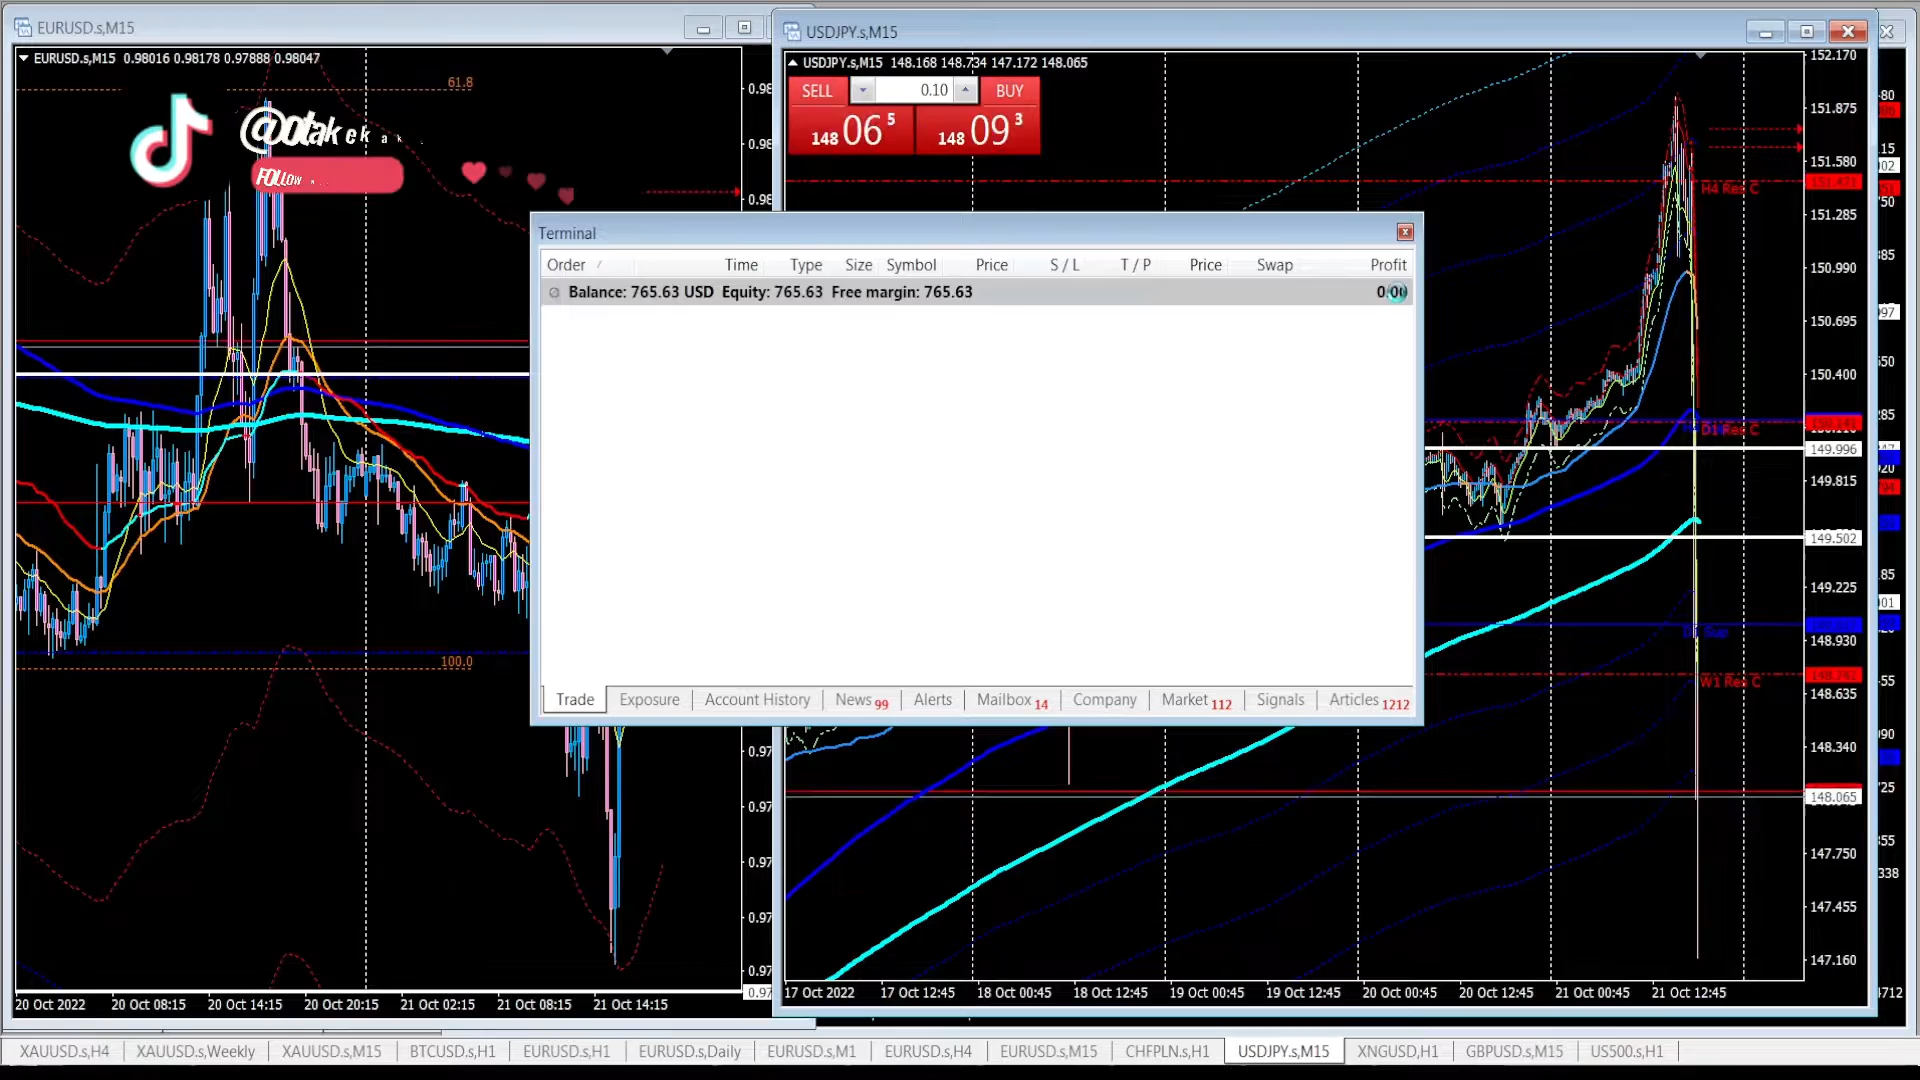 EURUSD.s,M15
EURUSD.s,M15 0.98016 0.98178 0.97888 0.98047
61.8
100.0
20 Oct 2022 20 Oct 08:15 20 Oct 14:15 20 Oct 20:15 21 Oct 02:15 21 Oct 08:15 21 Oct 14:15
USDJPY.s,M15
USDJPY.s,M15 148.168 148.734 147.172 148.065
SELL 0.10 BUY
148 06 5 148 09 3
H4 Res C
D1 Res C
W1 Res C
152.170
151.875
151.580
151.285
150.990
150.695
150.400
149.996
149.815
149.502
149.225
148.930
148.635
148.340
148.065
147.750
147.455
147.160
17 Oct 2022 17 Oct 12:45 18 Oct 00:45 18 Oct 12:45 19 Oct 00:45 19 Oct 12:45 20 Oct 00:45 20 Oct 12:45 21 Oct 00:45 21 Oct 12:45
Terminal
Order / Time Type Size Symbol Price S / L T / P Price Swap Profit
Balance: 765.63 USD Equity: 765.63 Free margin: 765.63 0.00
Trade Exposure Account History News 99 Alerts Mailbox 14 Company Market 112 Signals Articles 1212
XAUUSD.s,H4 XAUUSD.s,Weekly XAUUSD.s,M15 BTCUSD.s,H1 EURUSD.s,H1 EURUSD.s,Daily EURUSD.s,M1 EURUSD.s,H4 EURUSD.s,M15 CHFPLN.s,H1 USDJPY.s,M15 XNGUSD,H1 GBPUSD.s,M15 US500.s,H1
FOLLOW